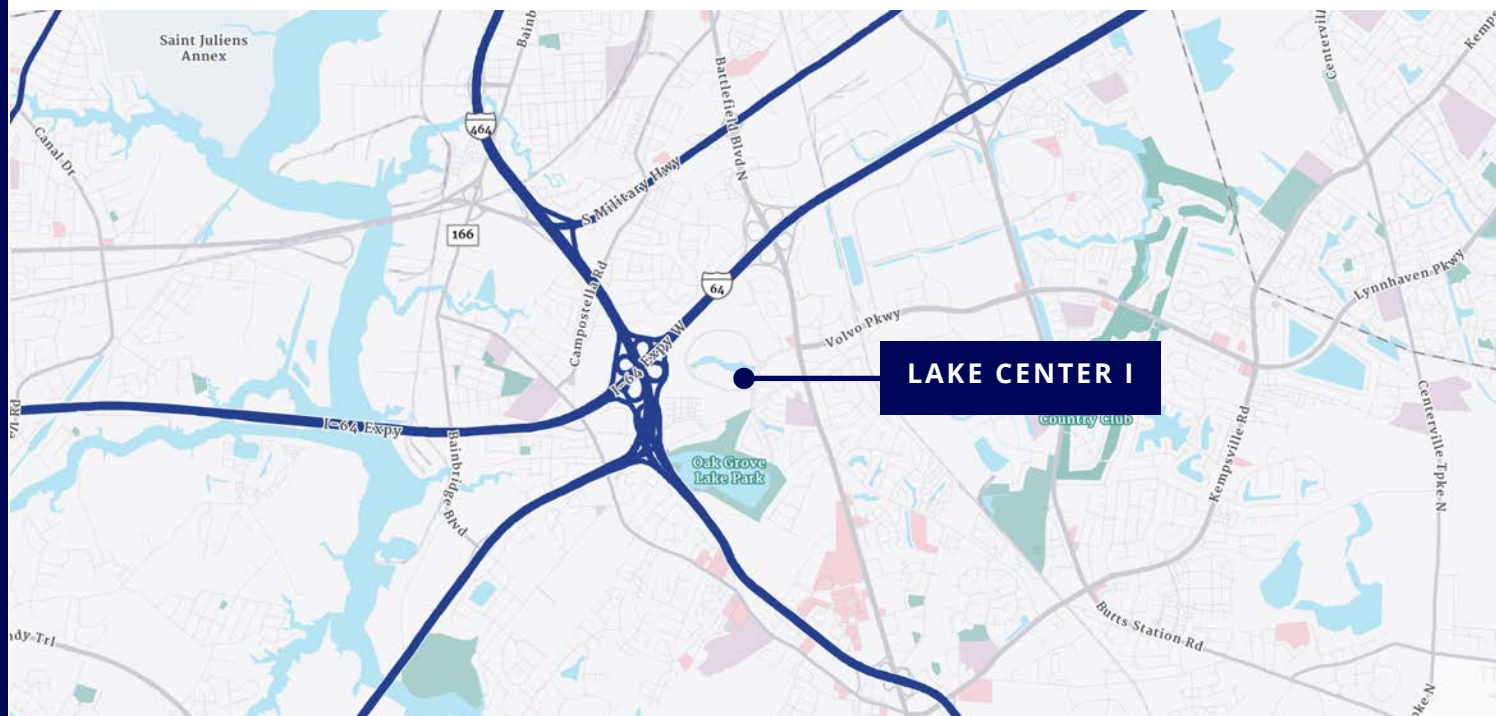 Saint Juliens
Annex
Canal Dr
464
S Military Hwy
Battlefield Blvd N
166
Campostella Rd
64
I-64 Expy W
Volvo Pkwy
LAKE CENTER I
Country Club
Lynnhaven Pkwy
I-64 Expy
Bainbridge Blvd
Oak Grove
Lake Park
Kempsville Rd
Centerville Tpke N
Butts Station Rd